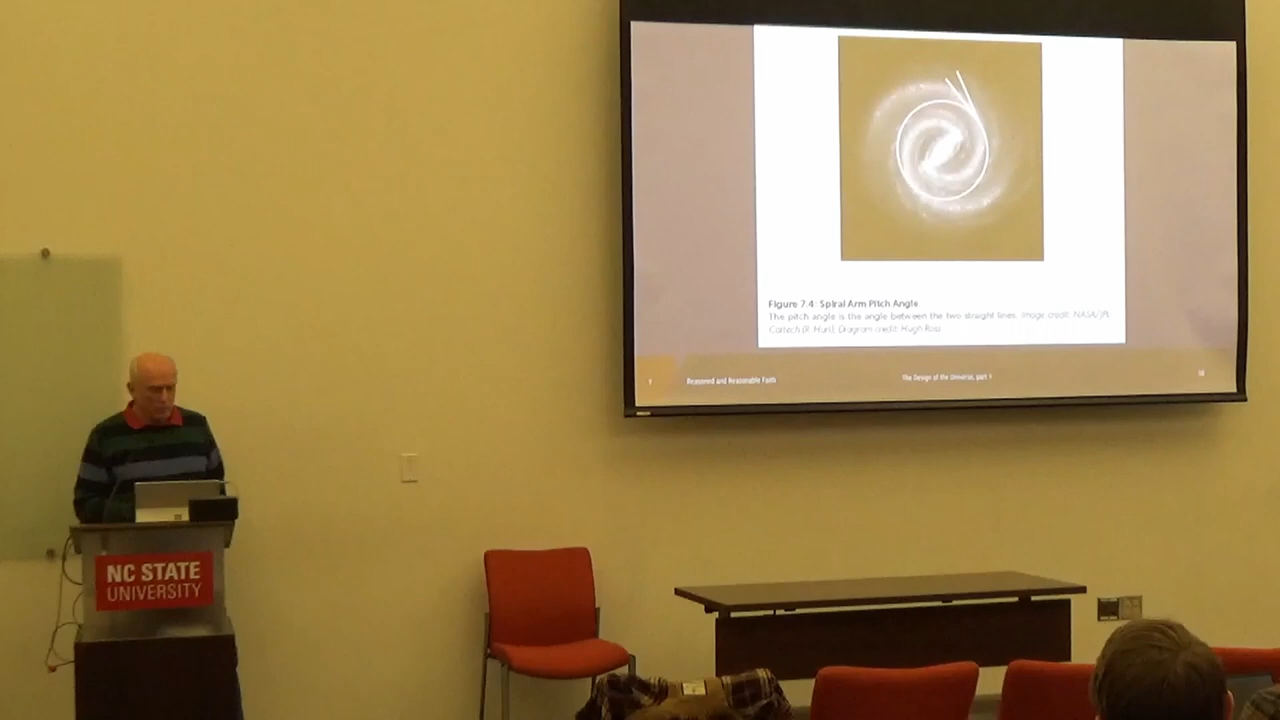 Figure 7.4 Spiral Arm Pitch Angle
The pitch angle is the angle between the two straight lines. Image credit: NASA/JPL
Caltech (R. Hurt); Diagram credit: Hugh Ross
Reasoned and Reasonable Faith
The Design of the Universe, part 1
NC STATE
UNIVERSITY